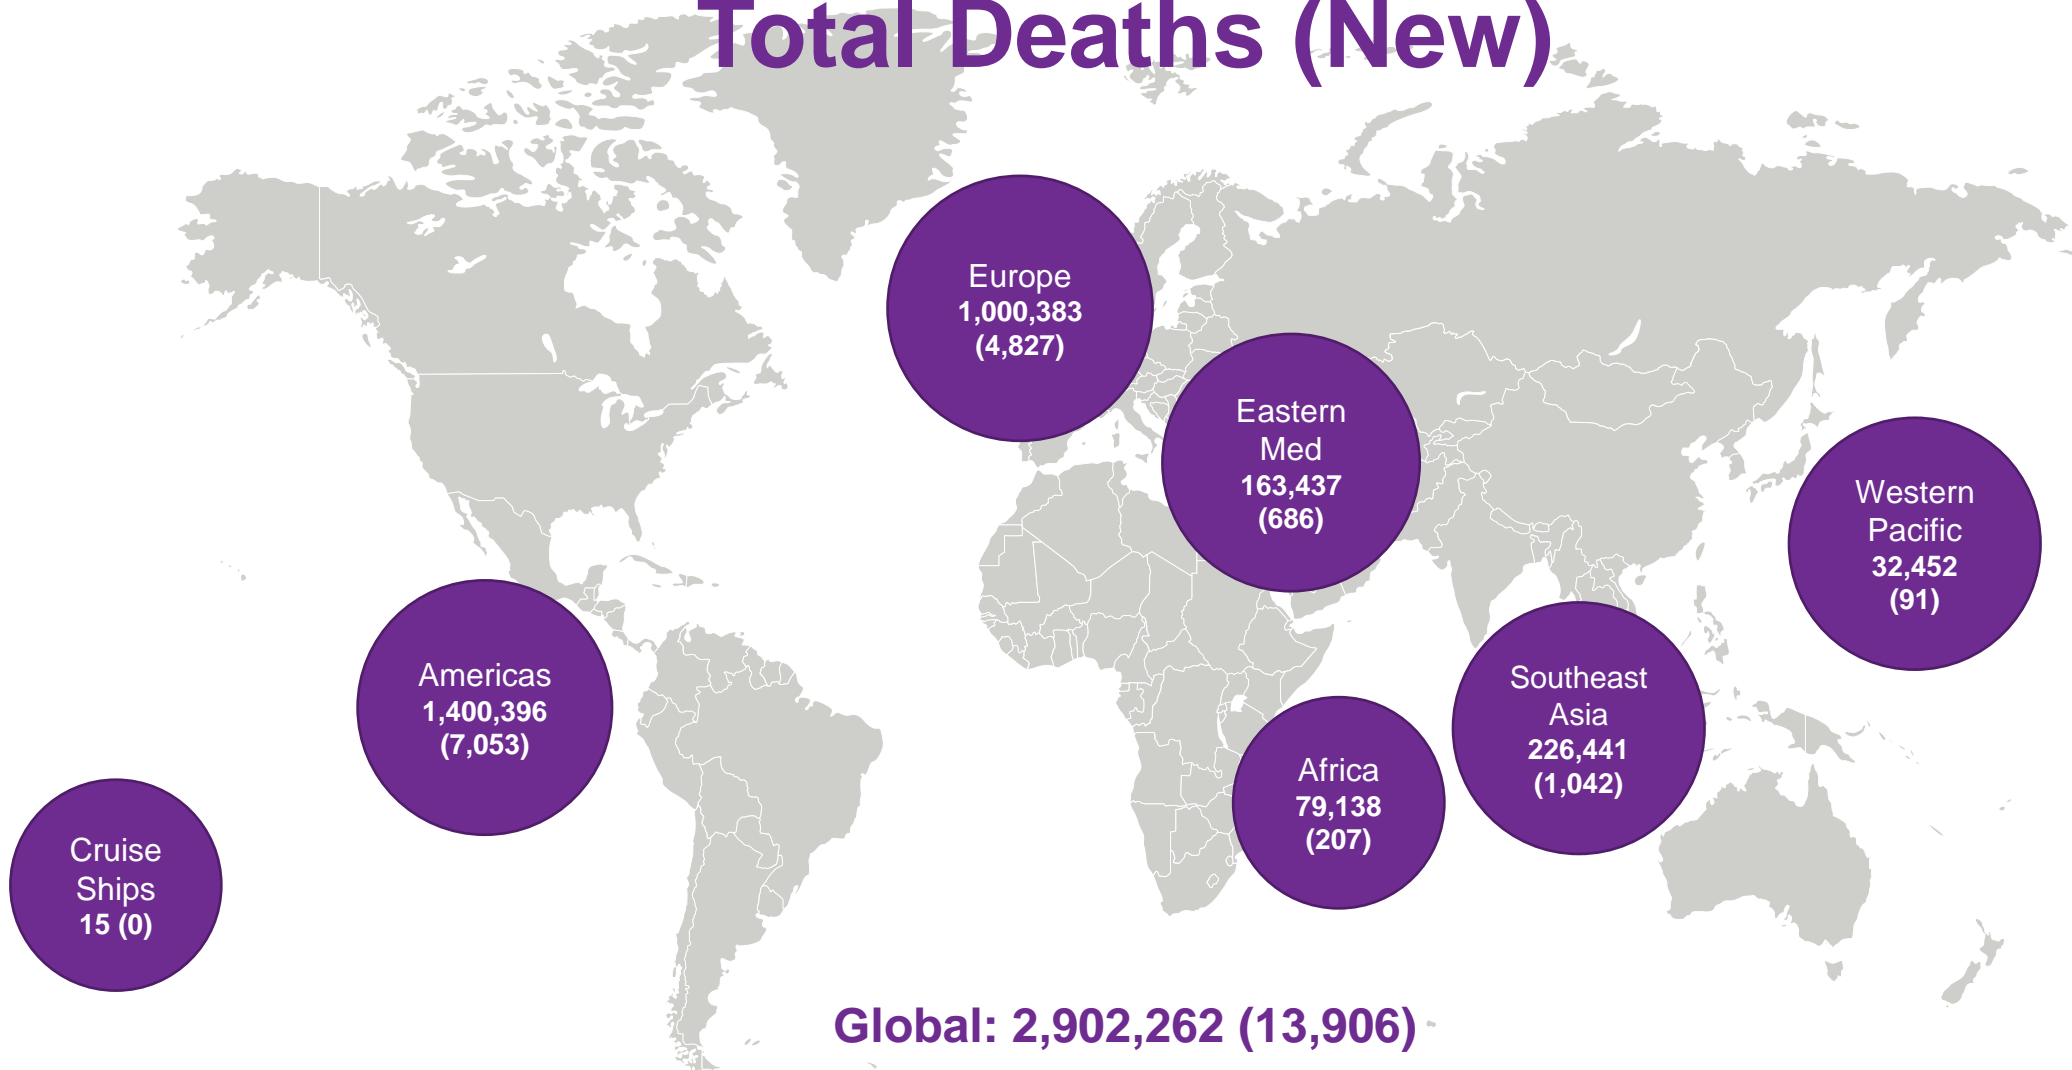 Total Deaths (New)
Europe
1,000,383
(4,827)
Eastern
Med
163,437
(686)
Western
Pacific
32,452
(91)
Americas
1,400,396
(7,053)
Southeast
Asia
226,441
(1,042)
Africa
79,138
(207)
Cruise
Ships
15 (0)
Global: 2,902,262 (13,906)